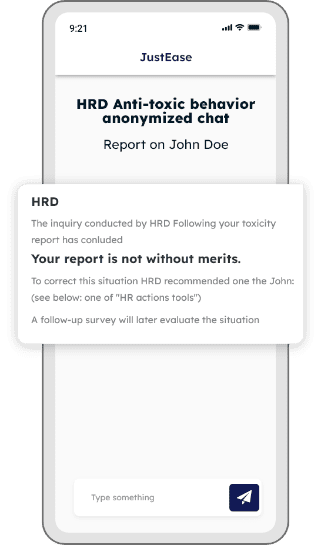 9:21
JustEase
HRD Anti-toxic behavior
anonymized chat
Report on John Doe
HRD
The inquiry conducted by HRD Following your toxicity
report has conluded
Your report is not without merits.
To correct this situation HRD recommended one the John:
(see below: one of "HR actions tools")
A follow-up survey will later evaluate the situation
Type something